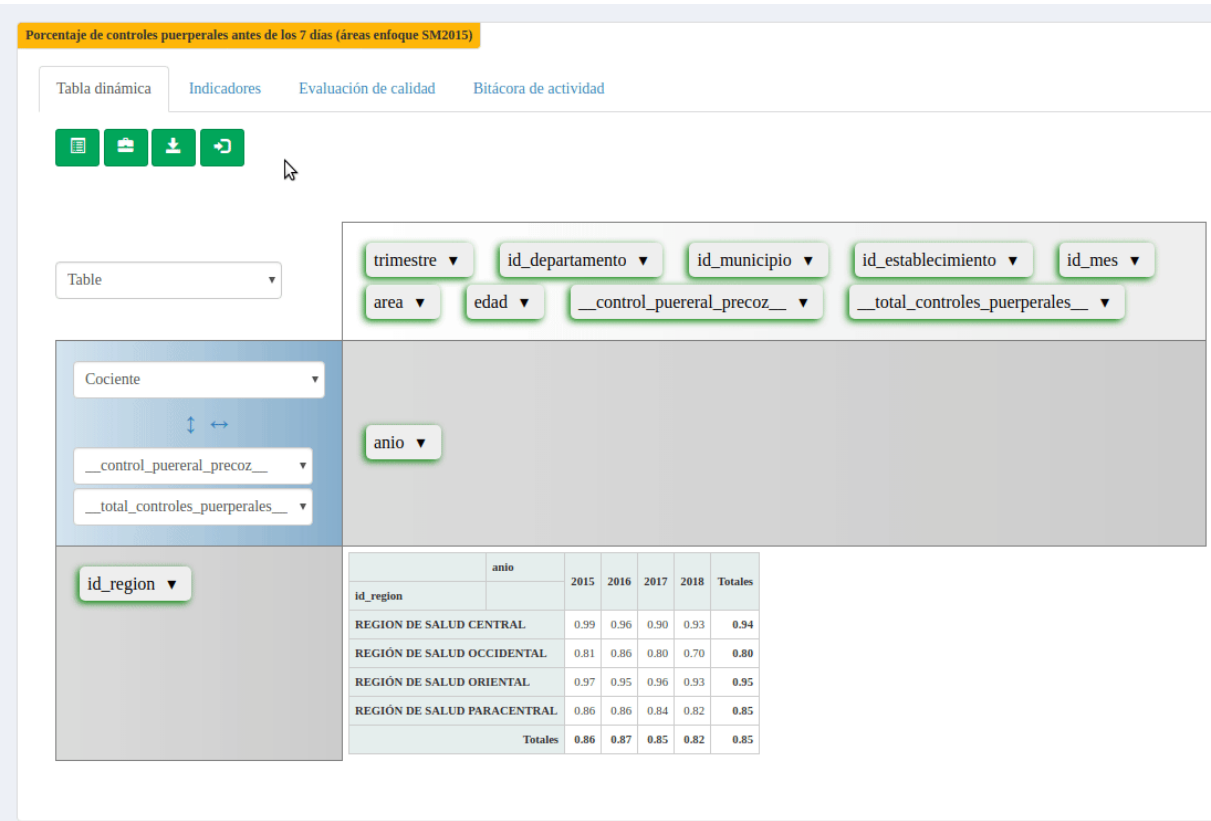 Porcentaje de controles puerperales antes de los 7 días (áreas enfoque SM2015)
Tabla dinámica Indicadores Evaluación de calidad Bitácora de actividad
trimestre ▼ id_departamento ▼ id_municipio ▼ id_establecimiento ▼ id_mes ▼
Table ▼
area ▼ edad ▼ __control_puereral_precoz__ ▼ __total_controles_puerperales__ ▼
Cociente ▼
↕ ↔
anio ▼
__control_puereral_precoz__ ▼
__total_controles_puerperales__ ▼
id_region ▼
anio 2015 2016 2017 2018 Totales
id_region
REGION DE SALUD CENTRAL 0.99 0.96 0.90 0.93 0.94
REGIÓN DE SALUD OCCIDENTAL 0.81 0.86 0.80 0.70 0.80
REGIÓN DE SALUD ORIENTAL 0.97 0.95 0.96 0.93 0.95
REGIÓN DE SALUD PARACENTRAL 0.86 0.86 0.84 0.82 0.85
Totales 0.86 0.87 0.85 0.82 0.85